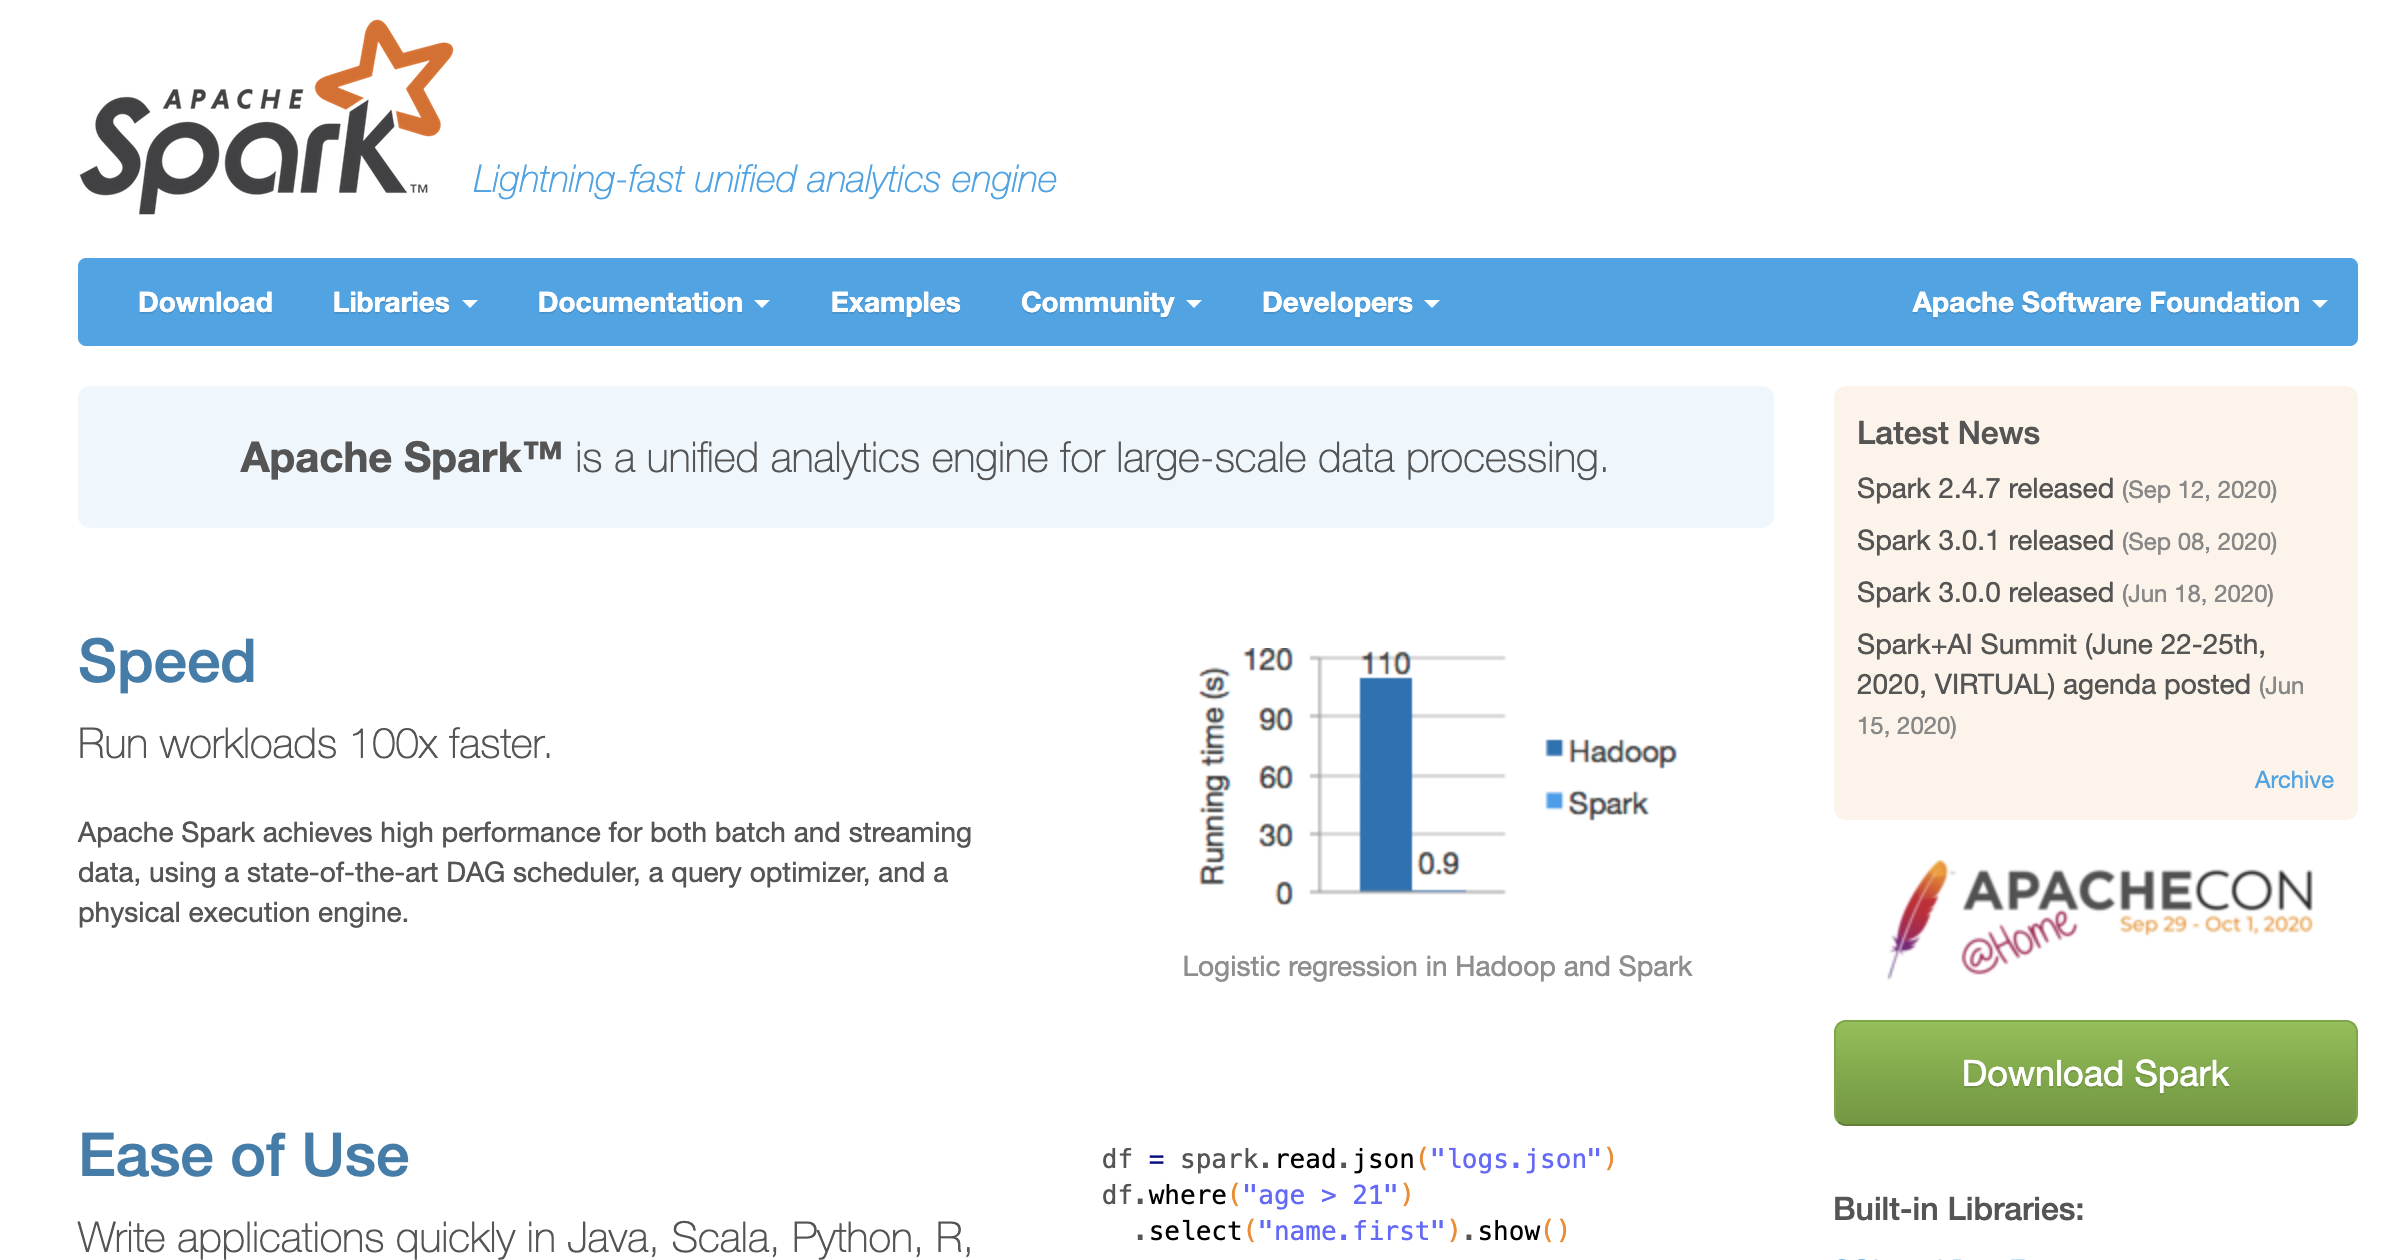 APACHE
Spark™
Lightning-fast unified analytics engine
Download Libraries Documentation Examples Community Developers Apache Software Foundation
Apache Spark™ is a unified analytics engine for large-scale data processing.
Speed
Run workloads 100x faster.
Apache Spark achieves high performance for both batch and streaming
data, using a state-of-the-art DAG scheduler, a query optimizer, and a
physical execution engine.
Running time (s)
120
90
60
30
0
110
0.9
Hadoop
Spark
Logistic regression in Hadoop and Spark
Ease of Use
Write applications quickly in Java, Scala, Python, R,
df = spark.read.json("logs.json")
df.where("age > 21")
.select("name.first").show()
Latest News
Spark 2.4.7 released (Sep 12, 2020)
Spark 3.0.1 released (Sep 08, 2020)
Spark 3.0.0 released (Jun 18, 2020)
Spark+AI Summit (June 22-25th,
2020, VIRTUAL) agenda posted (Jun
15, 2020)
Archive
APACHECON
@Home
Sep 29 - Oct 1, 2020
Download Spark
Built-in Libraries: